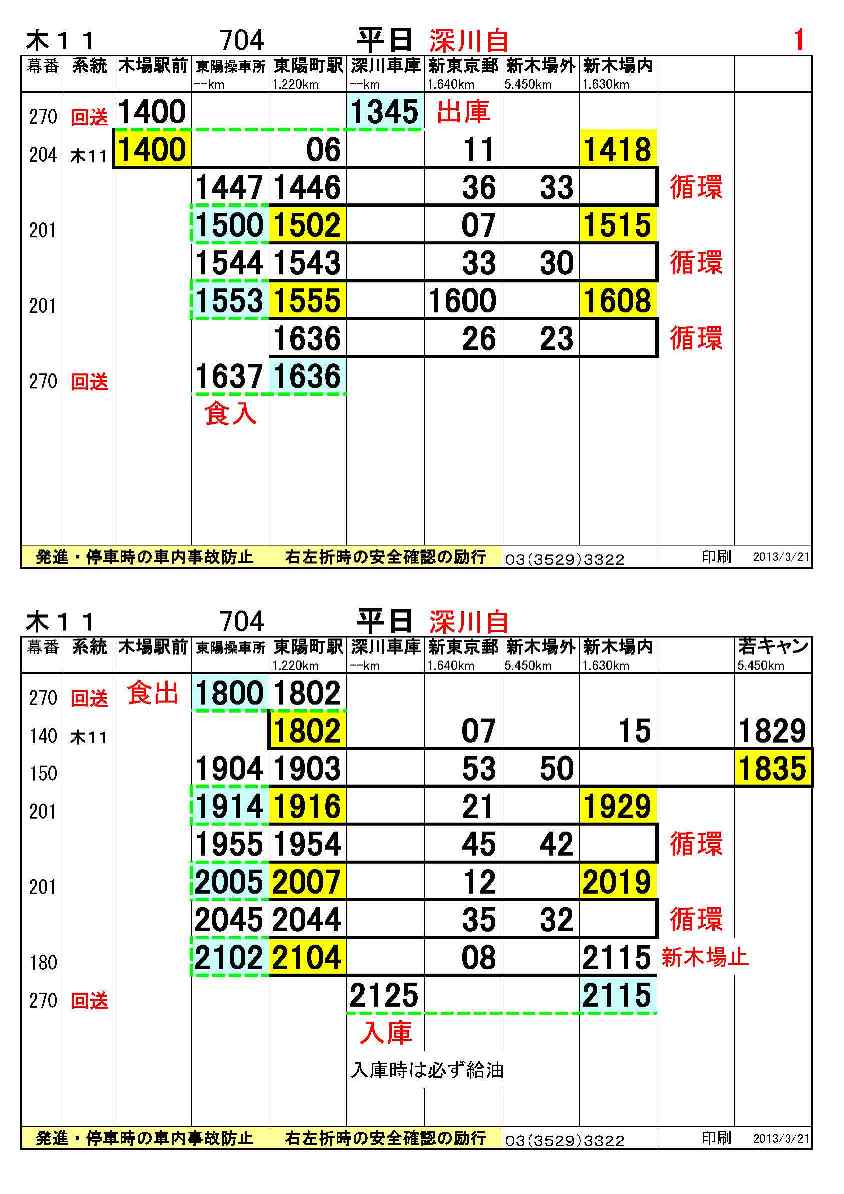 木１１ 704 平日 深川自 1
幕番 系統 木場駅前 東陽操車所 東陽町駅 深川車庫 新東京郵 新木場外 新木場内
--km 1.220km --km 1.640km 5.450km 1.630km
270 回送 1400 1345 出庫
204 木11 1400 06 11 1418
1447 1446 36 33 循環
201 1500 1502 07 1515
1544 1543 33 30 循環
201 1553 1555 1600 1608
1636 26 23 循環
270 回送 1637 1636
食入
発進・停車時の車内事故防止 右左折時の安全確認の励行 03(3529)3322 印刷 2013/3/21
木１１ 704 平日 深川自
幕番 系統 木場駅前 東陽操車所 東陽町駅 深川車庫 新東京郵 新木場外 新木場内 若キャン
1.220km --km 1.640km 5.450km 1.630km 5.450km
270 回送 食出 1800 1802
140 木11 1802 07 15 1829
150 1904 1903 53 50 1835
201 1914 1916 21 1929
1955 1954 45 42 循環
201 2005 2007 12 2019
2045 2044 35 32 循環
180 2102 2104 08 2115 新木場止
270 回送 2125 2115
入庫
入庫時は必ず給油
発進・停車時の車内事故防止 右左折時の安全確認の励行 03(3529)3322 印刷 2013/3/21